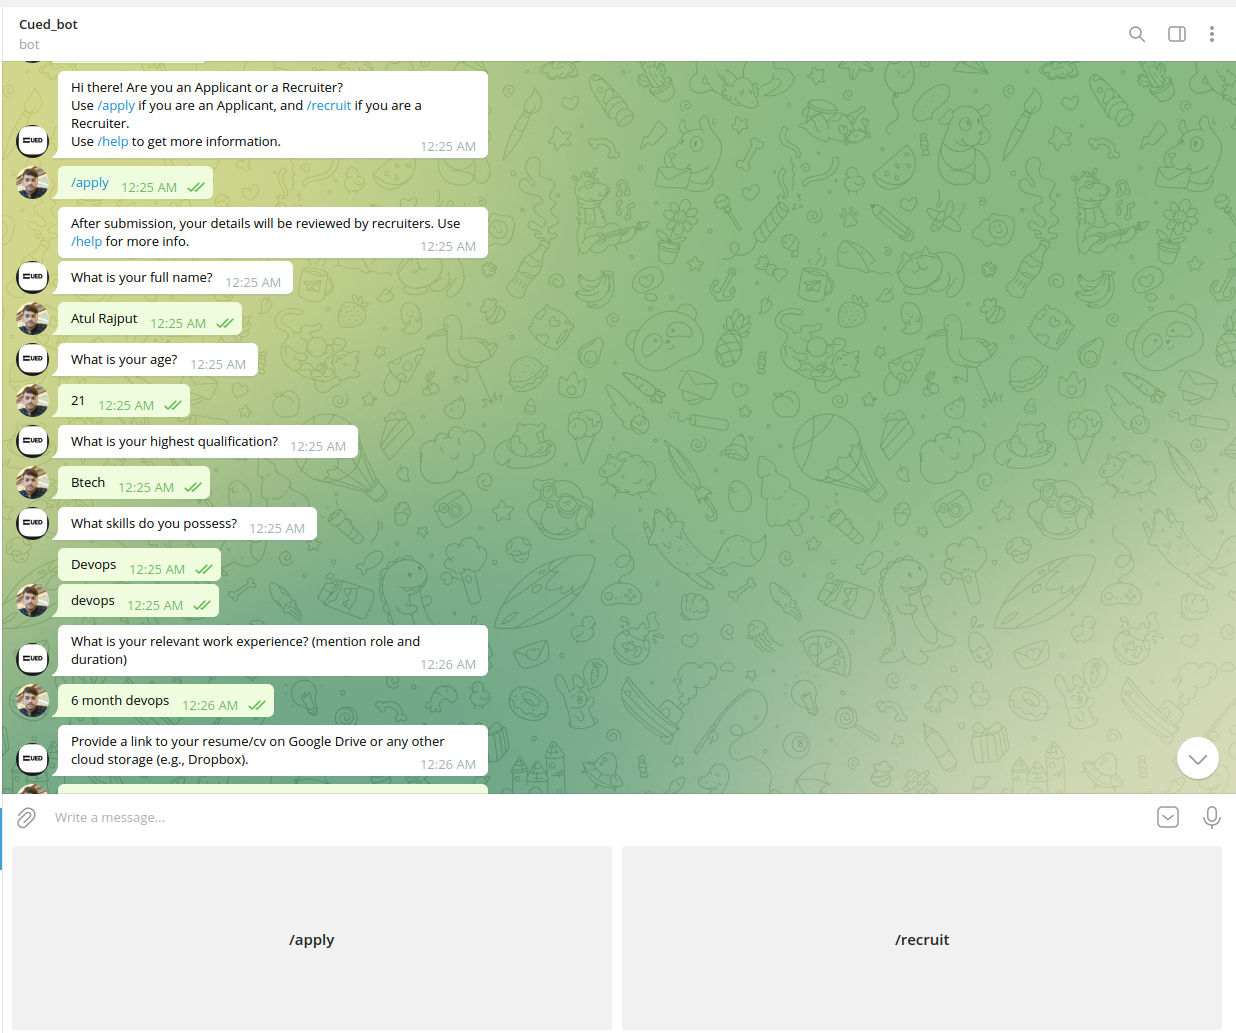 Cued_bot
bot
Hi there! Are you an Applicant or a Recruiter?
Use /apply if you are an Applicant, and /recruit if you are a
Recruiter.
Use /help to get more information.
12:25 AM
CUED
/apply 12:25 AM
After submission, your details will be reviewed by recruiters. Use
/help for more info.
12:25 AM
CUED
What is your full name? 12:25 AM
Atul Rajput 12:25 AM
CUED
What is your age? 12:25 AM
21 12:25 AM
CUED
What is your highest qualification? 12:25 AM
Btech 12:25 AM
CUED
What skills do you possess? 12:25 AM
Devops 12:25 AM
devops 12:25 AM
What is your relevant work experience? (mention role and
duration)
12:26 AM
CUED
6 month devops 12:26 AM
Provide a link to your resume/cv on Google Drive or any other
cloud storage (e.g., Dropbox).
12:26 AM
CUED
Write a message...
/apply
/recruit